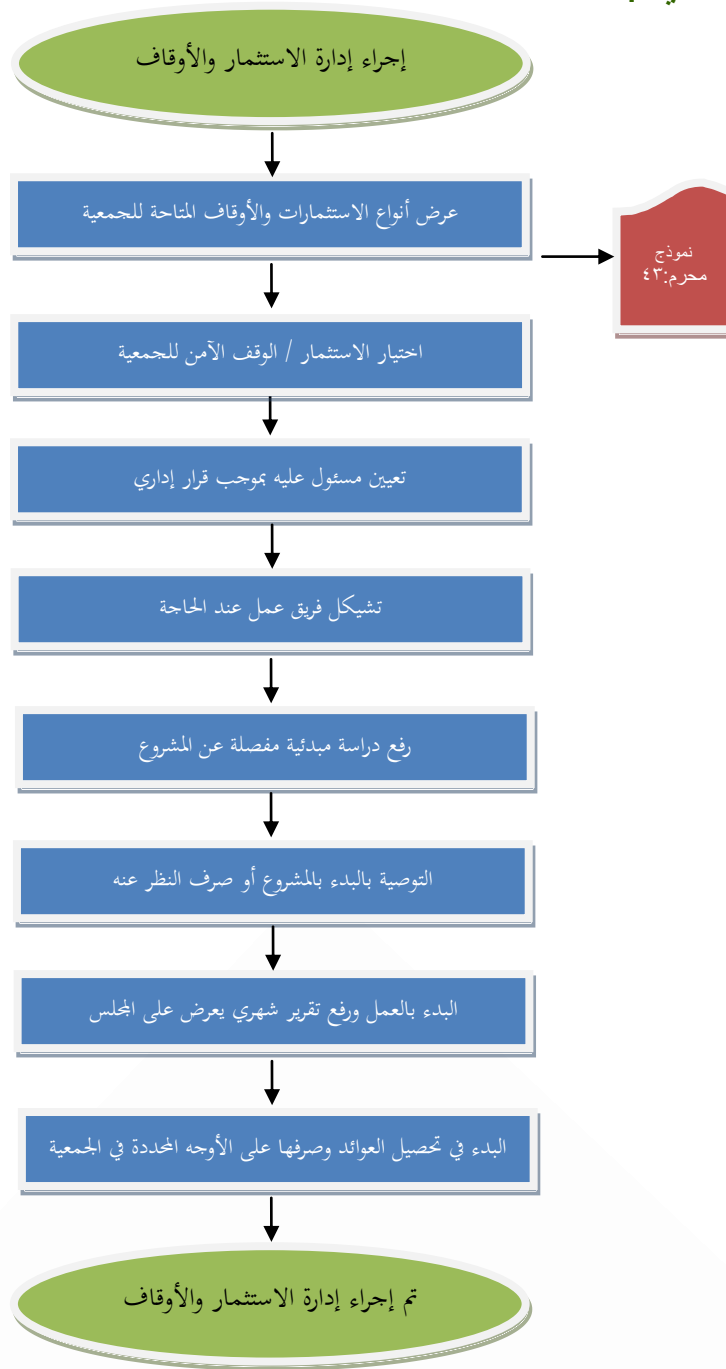 إجراء إدارة الاستثمار والأوقاف
عرض أنواع الاستثمارات والأوقاف المتاحة للجمعية
نموذج
محرم:٤٣
اختيار الاستثمار / الوقف الآمن للجمعية
تعيين مسئول عليه بموجب قرار إداري
تشيكل فريق عمل عند الحاجة
رفع دراسة مبدئية مفصلة عن المشروع
التوصية بالبدء بالمشروع أو صرف النظر عنه
البدء بالعمل ورفع تقرير شهري يعرض على المجلس
البدء في تحصيل العوائد وصرفها على الأوجه المحددة في الجمعية
تم إجراء إدارة الاستثمار والأوقاف